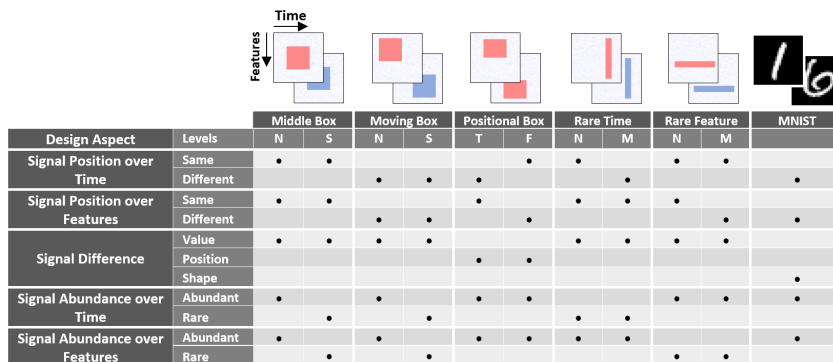 Time
Features
Middle Box Moving Box Positional Box Rare Time Rare Feature MNIST
Design Aspect Levels N S N S T F N M N M
Signal Position over Time Same • • • • • •
Different • • • • •
Signal Position over Features Same • • • • • •
Different • • • • •
Signal Difference Value • • • • • • • •
Position • •
Shape •
Signal Abundance over Time Abundant • • • • • • •
Rare • • • •
Signal Abundance over Features Abundant • • • • • • •
Rare • • • •